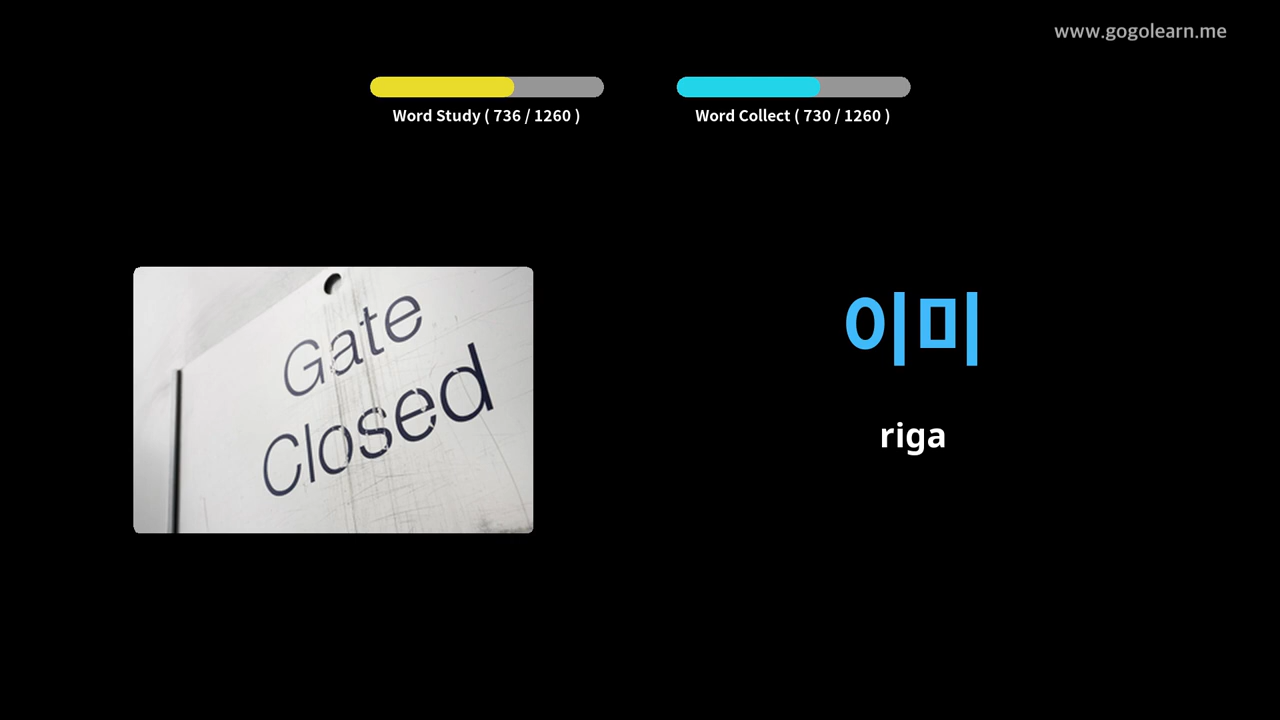 www.gogolearn.me
Word Study ( 736 / 1260 )
Word Collect ( 730 / 1260 )
Gate
Closed
이미
riga